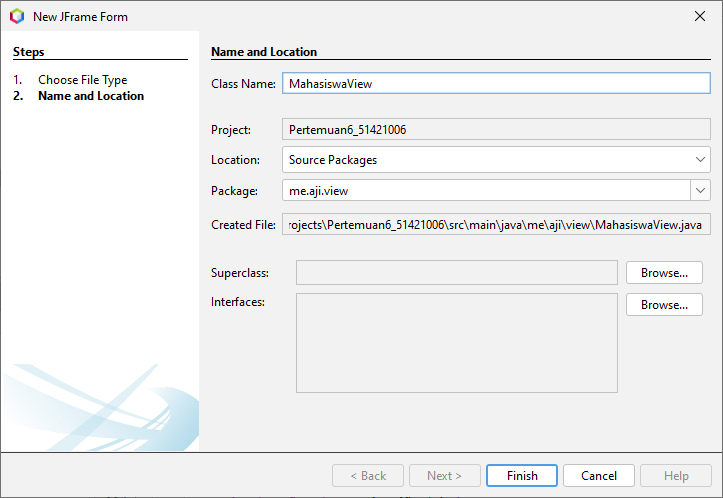 New JFrame Form
Steps
1. Choose File Type
2. Name and Location
Name and Location
Class Name: MahasiswaView
Project: Pertemuan6_51421006
Location: Source Packages
Package: me.aji.view
Created File: rojects\Pertemuan6_51421006\src\main\java\me\aji\view\MahasiswaView.java
Superclass: Browse...
Interfaces: Browse...
< Back Next > Finish Cancel Help